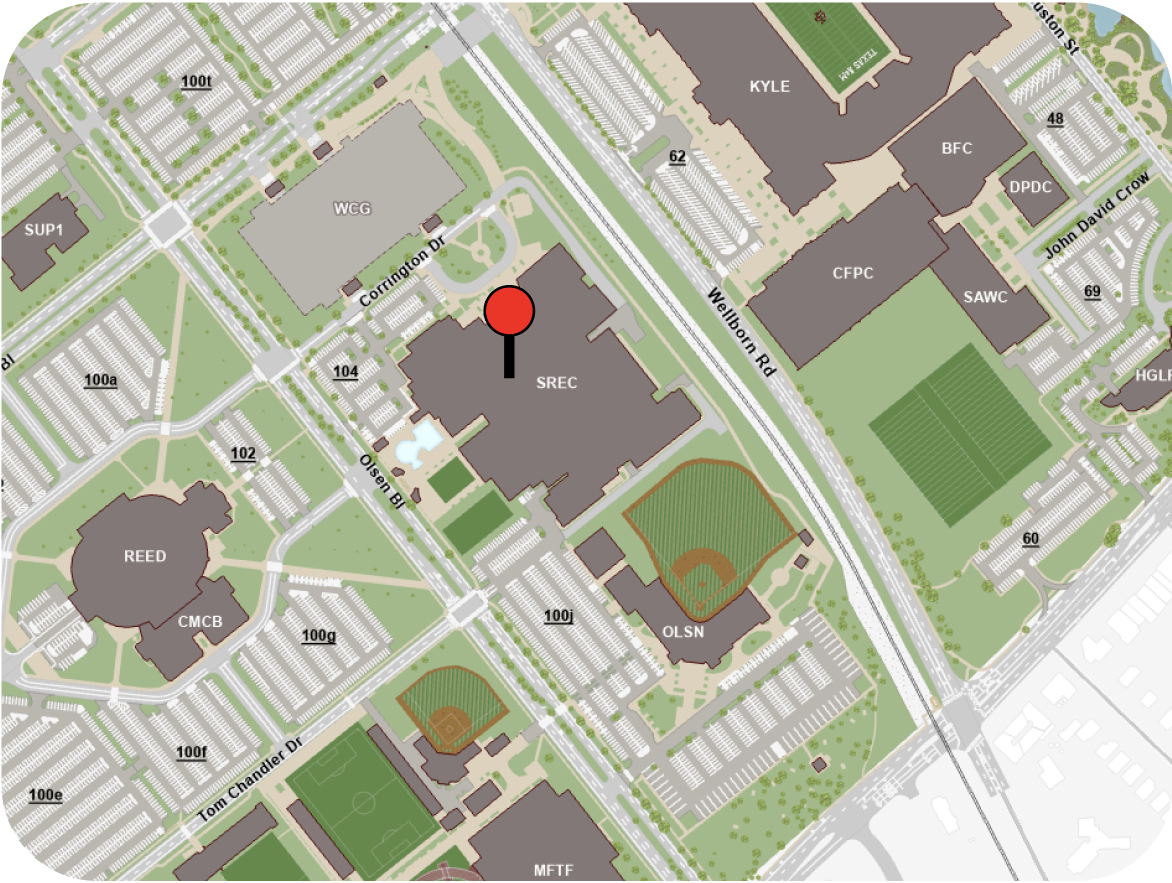 uston St
100t
KYLE
TEXAS A&M
48
BFC
62
DPDC
WCG
John David Crow
SUP1
Corrington Dr
CFPC
69
SAWC
Wellborn Rd
Bl
104
HGLF
100a
SREC
102
Olsen Bl
60
REED
100j
CMCB
OLSN
100g
100f
Tom Chandler Dr
100e
MFTF